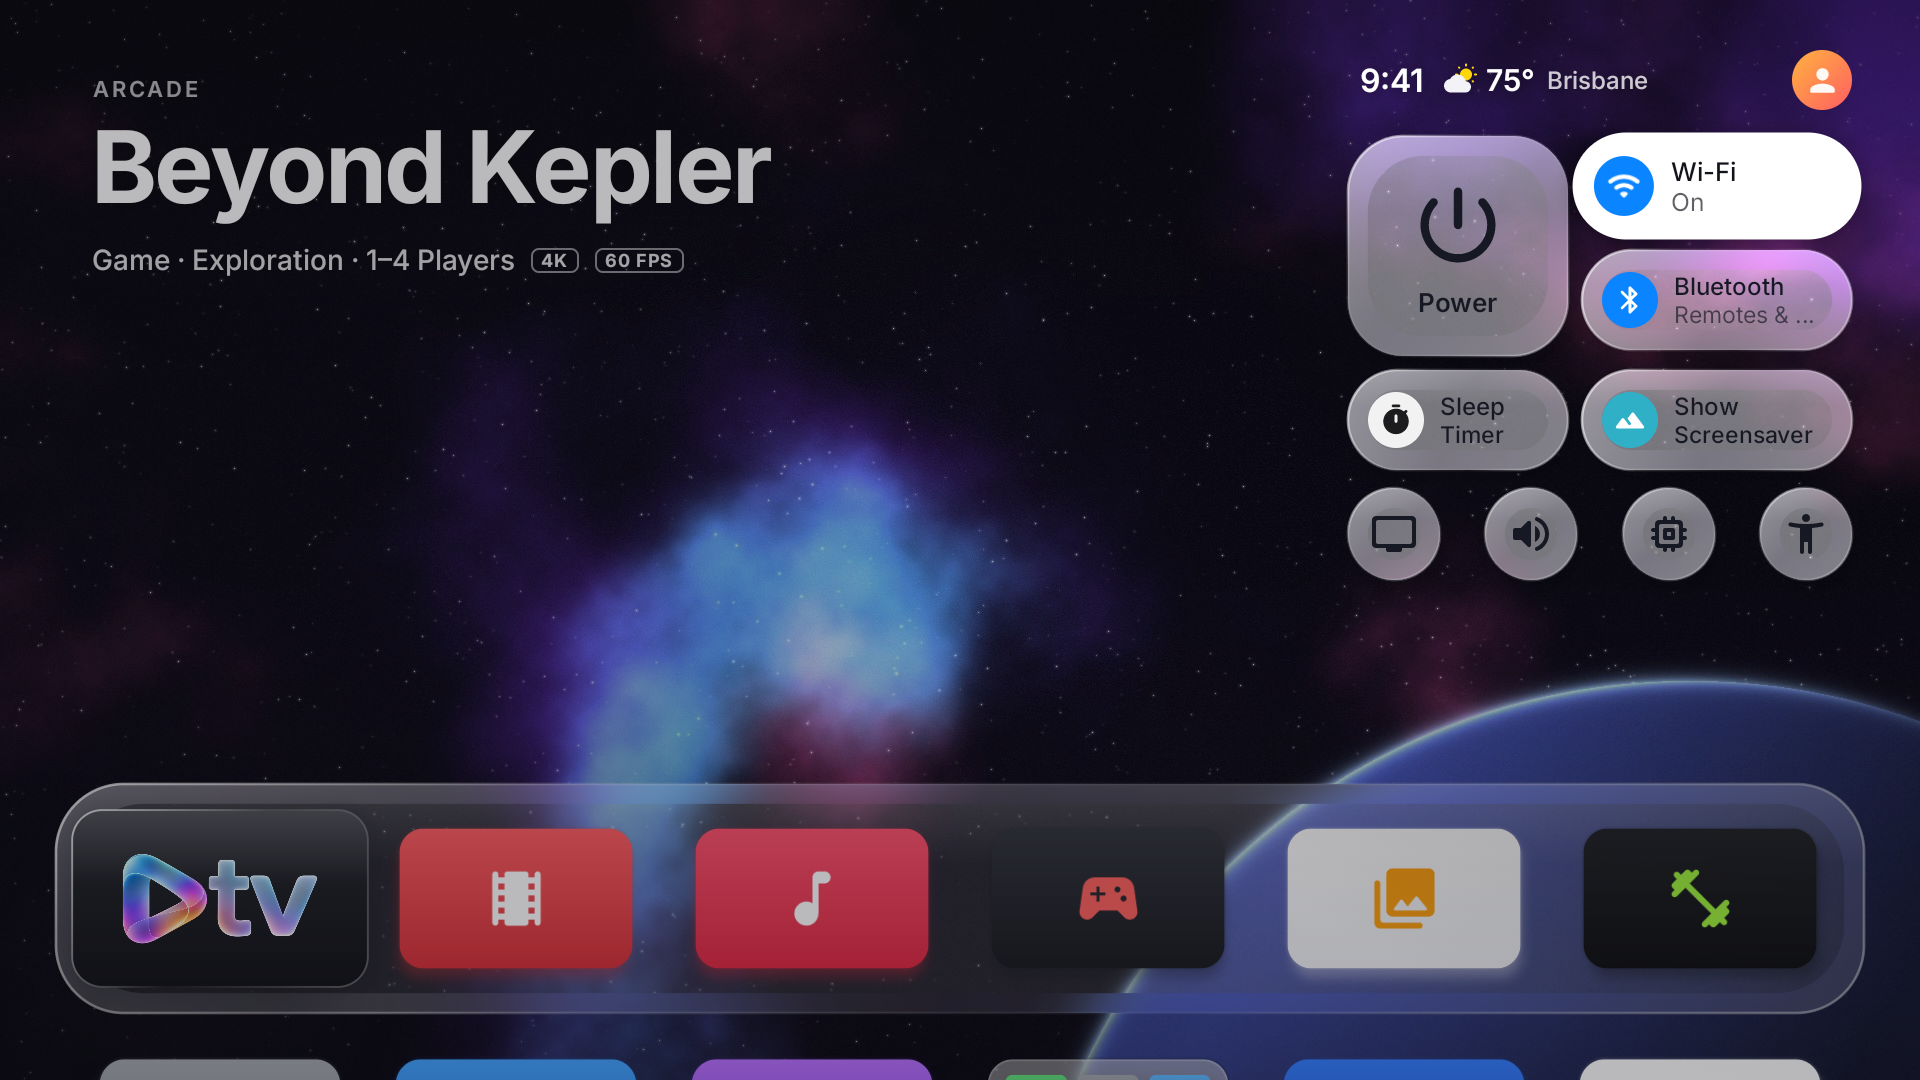 ARCADE
Beyond Kepler
Game · Exploration · 1–4 Players 4K 60 FPS
9:41 75° Brisbane
Power
Wi-Fi
On
Bluetooth
Remotes & ...
Sleep
Timer
Show
Screensaver
tv